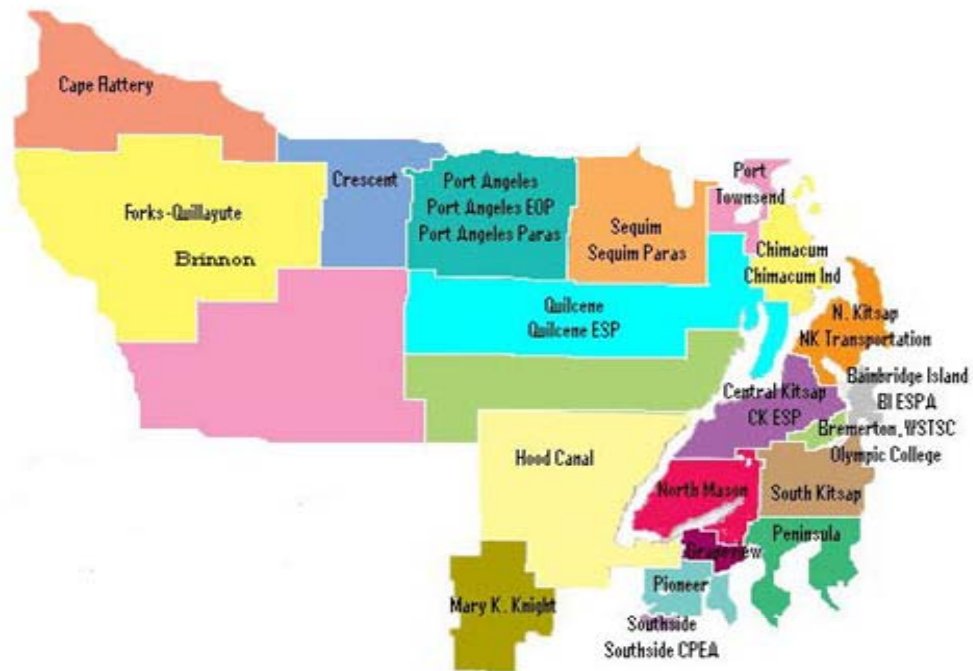 Cape Flattery
Forks-Quillayute
Brinnon
Crescent
Port Angeles
Port Angeles EOP
Port Angeles Paras
Sequim
Sequim Paras
Port
Townsend
Chimacum
Chimacum Ind
Quilcene
Quilcene ESP
N. Kitsap
NK Transportation
Bainbridge Island
BI ESPA
Central Kitsap
CK ESP
Bremerton, WSTSC
Olympic College
Hood Canal
North Mason
South Kitsap
Grapeview
Peninsula
Pioneer
Mary K. Knight
Southside
Southside CPEA